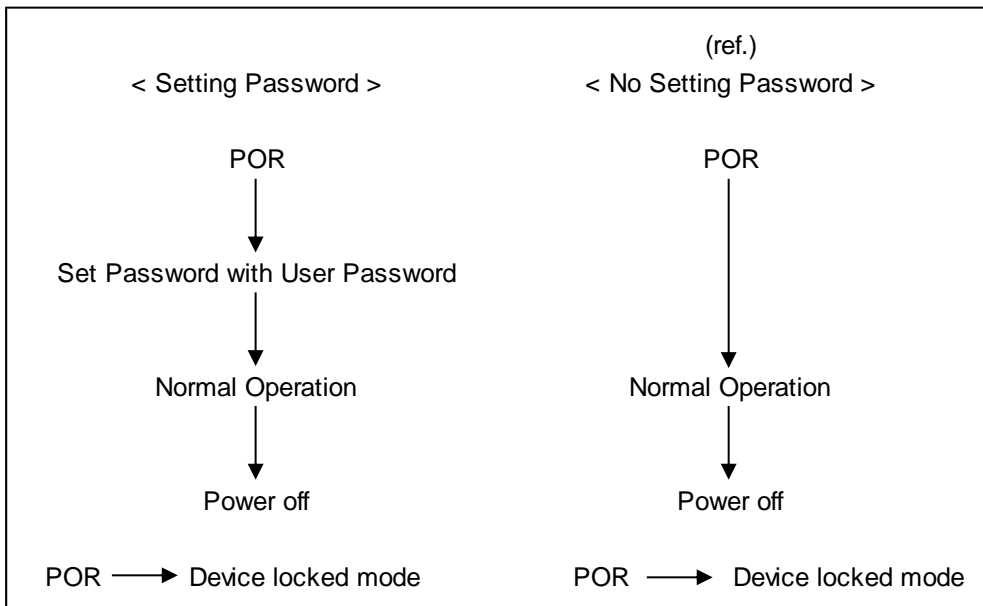 (ref.)
< Setting Password >
< No Setting Password >
POR
POR
Set Password with User Password
Normal Operation
Normal Operation
Power off
Power off
POR Device locked mode
POR Device locked mode